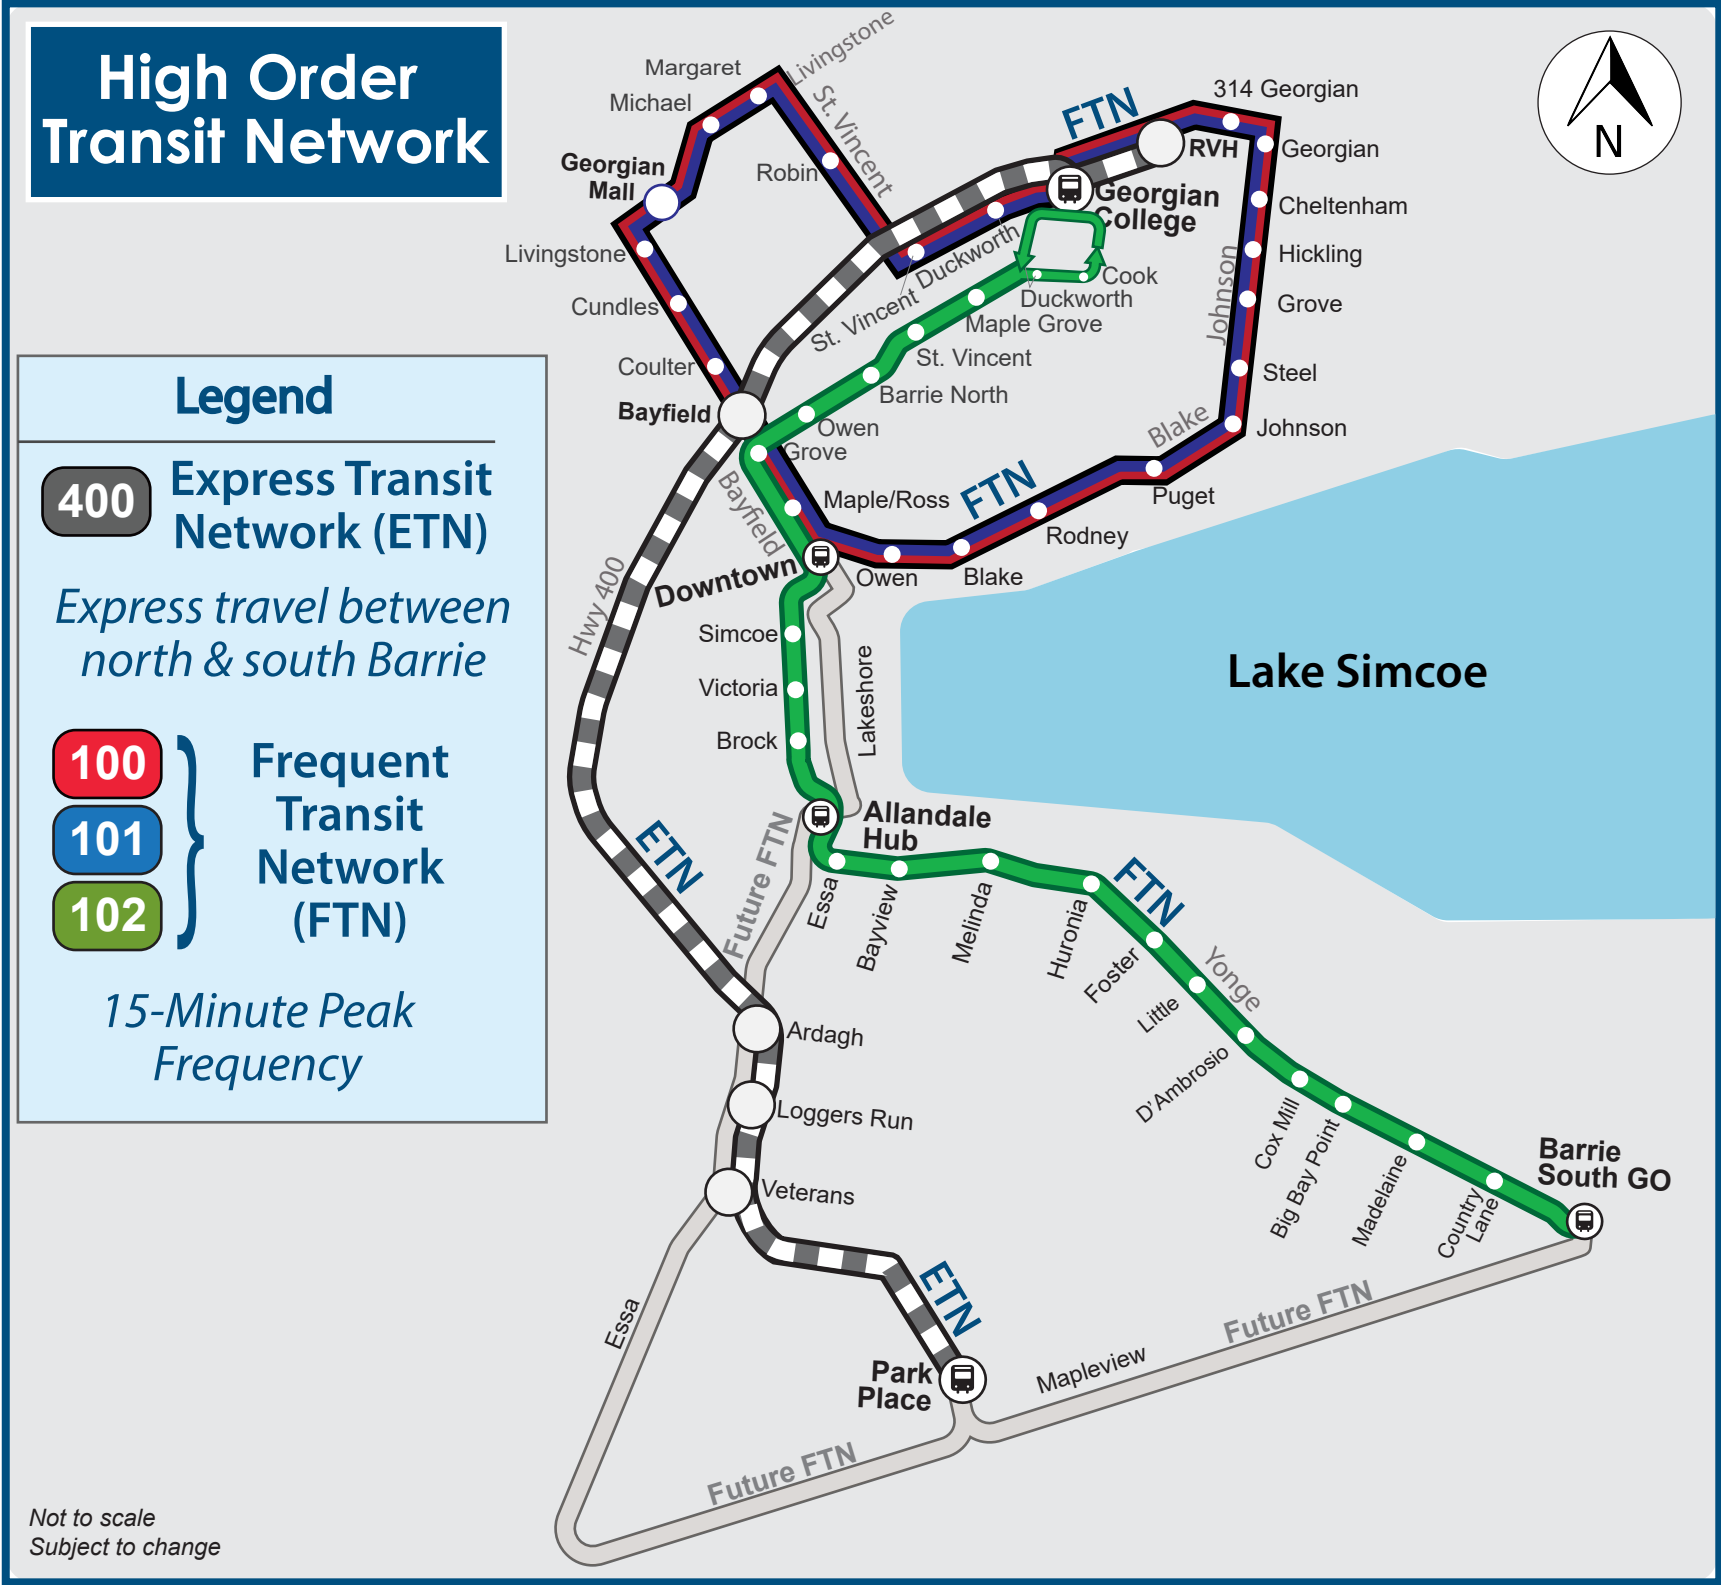 High Order
Transit Network
Legend
400
Express Transit
Network (ETN)
Express travel between
north & south Barrie
100
101
102
}
Frequent
Transit
Network
(FTN)
15-Minute Peak
Frequency
Not to scale
Subject to change
N
Livingstone
Margaret
Michael
St. Vincent
Georgian
Mall
Robin
Livingstone
Cundles
Coulter
Bayfield
FTN
314 Georgian
RVH
Georgian
Georgian
College
Cheltenham
Hickling
Grove
Johnson
Steel
Johnson
Blake
Puget
FTN
Rodney
Blake
Owen
Duckworth
St. Vincent
Cook
Duckworth
Maple Grove
St. Vincent
Barrie North
Owen
Grove
Maple/Ross
Bayfield
Downtown
Hwy 400
Simcoe
Victoria
Brock
Lakeshore
Lake Simcoe
Allandale
Hub
ETN
Future FTN
Essa
Bayview
Melinda
Huronia
FTN
Foster
Little
Yonge
D'Ambrosio
Cox Mill
Big Bay Point
Madelaine
Country
Lane
Barrie
South GO
Ardagh
Loggers Run
Veterans
Essa
ETN
Park
Place
Mapleview
Future FTN
Future FTN